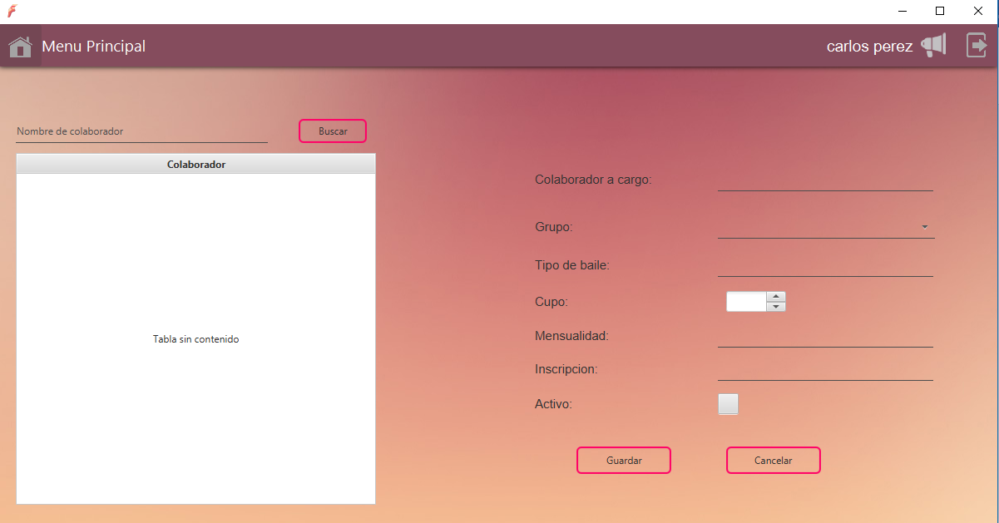 Menu Principal
carlos perez
Nombre de colaborador
Buscar
Colaborador
Tabla sin contenido
Colaborador a cargo:
Grupo:
Tipo de baile:
Cupo:
Mensualidad:
Inscripcion:
Activo:
Guardar
Cancelar